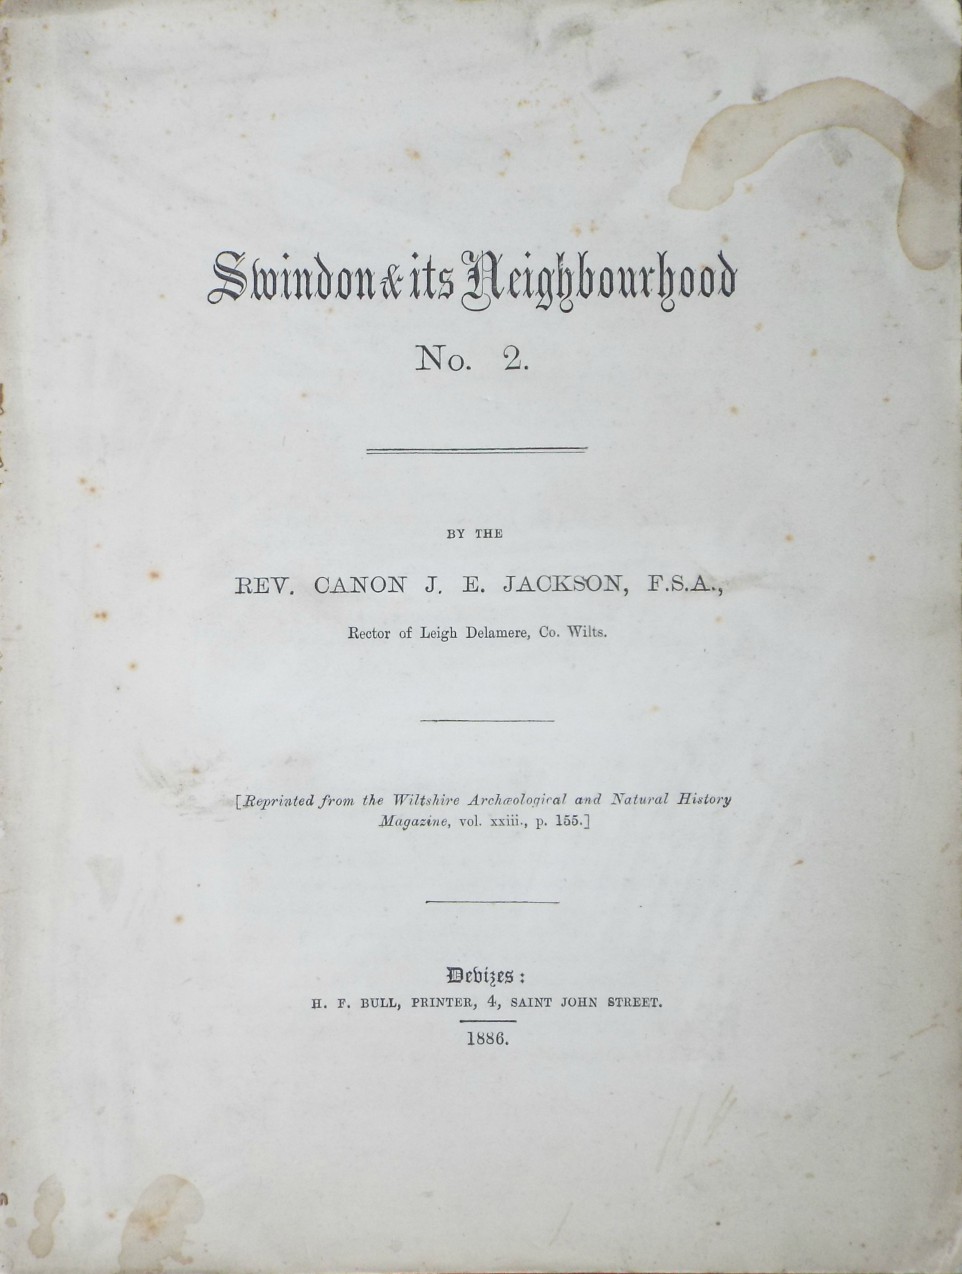 Swindon & its Neighbourhood
No. 2.
BY THE
REV. CANON J. E. JACKSON, F.S.A.,
Rector of Leigh Delamere, Co. Wilts.
[Reprinted from the Wiltshire Archæological and Natural History
Magazine, vol. xxiii., p. 155.]
Devizes:
H. F. BULL, PRINTER, 4, SAINT JOHN STREET.
1886.